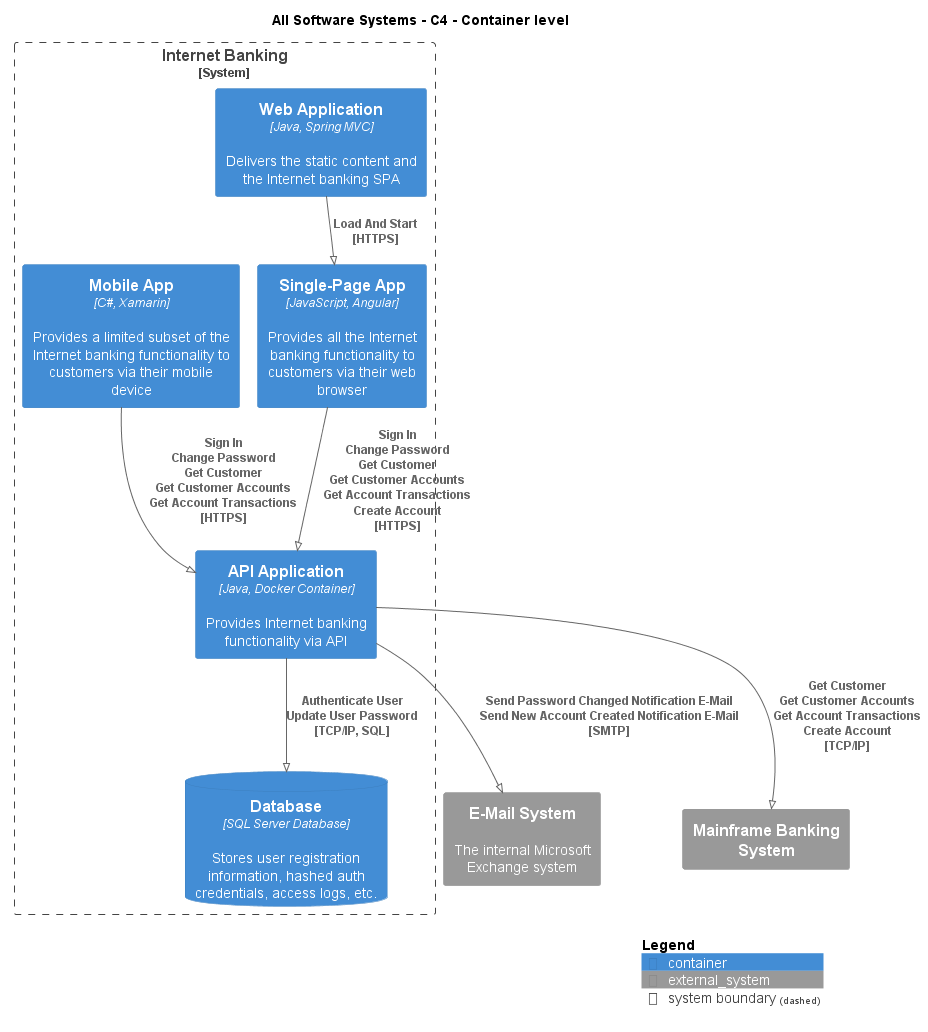 All Software Systems - C4 - Container level
Internet Banking
[System]
Web Application
[Java, Spring MVC]
Delivers the static content and
the Internet banking SPA
Load And Start
[HTTPS]
Mobile App
[C#, Xamarin]
Provides a limited subset of the
Internet banking functionality to
customers via their mobile
device
Single-Page App
[JavaScript, Angular]
Provides all the Internet
banking functionality to
customers via their web
browser
Sign In
Change Password
Get Customer
Get Customer Accounts
Get Account Transactions
[HTTPS]
Sign In
Change Password
Get Customer
Get Customer Accounts
Get Account Transactions
Create Account
[HTTPS]
API Application
[Java, Docker Container]
Provides Internet banking
functionality via API
Authenticate User
Update User Password
[TCP/IP, SQL]
Send Password Changed Notification E-Mail
Send New Account Created Notification E-Mail
[SMTP]
Get Customer
Get Customer Accounts
Get Account Transactions
Create Account
[TCP/IP]
Database
[SQL Server Database]
Stores user registration
information, hashed auth
credentials, access logs, etc.
E-Mail System
The internal Microsoft
Exchange system
Mainframe Banking
System
Legend
container
external_system
system boundary (dashed)